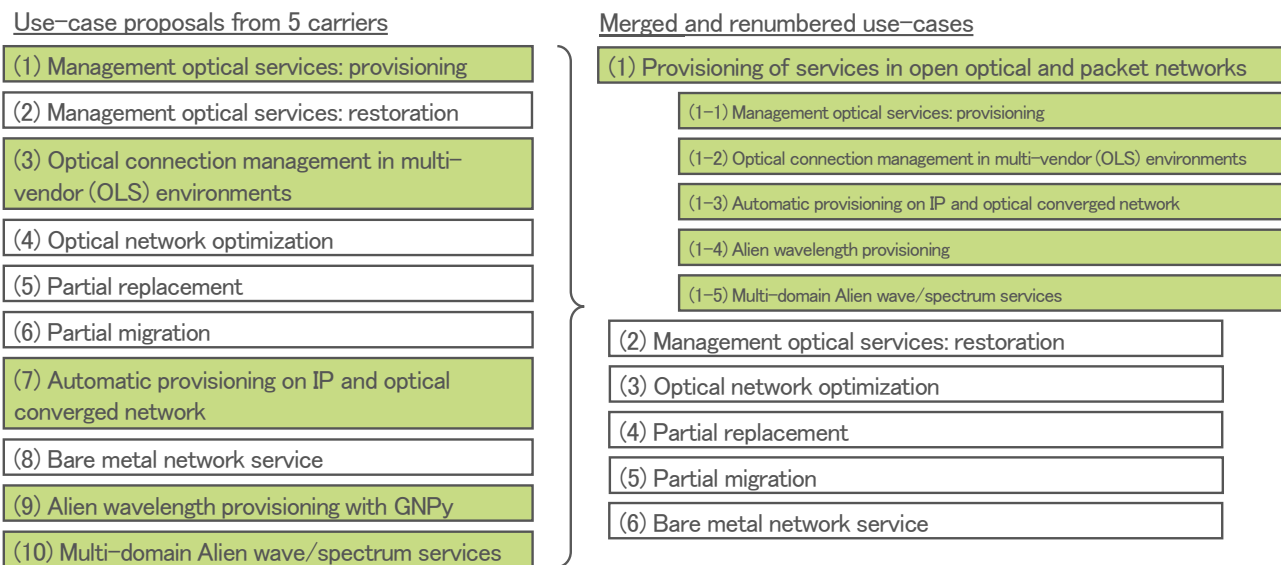 Use-case proposals from 5 carriers
(1) Management optical services: provisioning
(2) Management optical services: restoration
(3) Optical connection management in multi-
vendor (OLS) environments
(4) Optical network optimization
(5) Partial replacement
(6) Partial migration
(7) Automatic provisioning on IP and optical
converged network
(8) Bare metal network service
(9) Alien wavelength provisioning with GNPy
(10) Multi-domain Alien wave/spectrum services
Merged and renumbered use-cases
(1) Provisioning of services in open optical and packet networks
(1-1) Management optical services: provisioning
(1-2) Optical connection management in multi-vendor (OLS) environments
(1-3) Automatic provisioning on IP and optical converged network
(1-4) Alien wavelength provisioning
(1-5) Multi-domain Alien wave/spectrum services
(2) Management optical services: restoration
(3) Optical network optimization
(4) Partial replacement
(5) Partial migration
(6) Bare metal network service